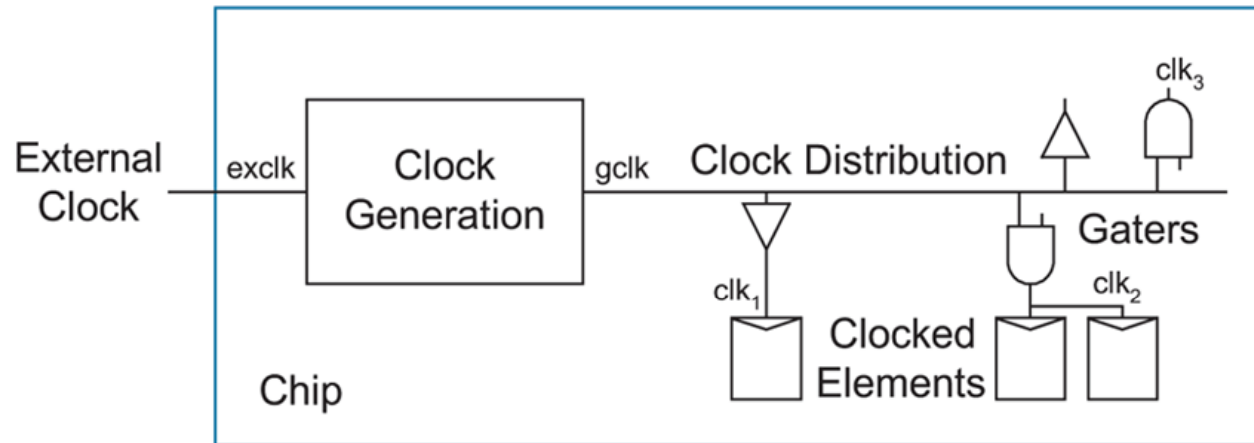 clk₃
External
Clock
exclk
Clock
Generation
gclk
Clock Distribution
Gaters
clk₁
clk₂
Clocked
Elements
Chip